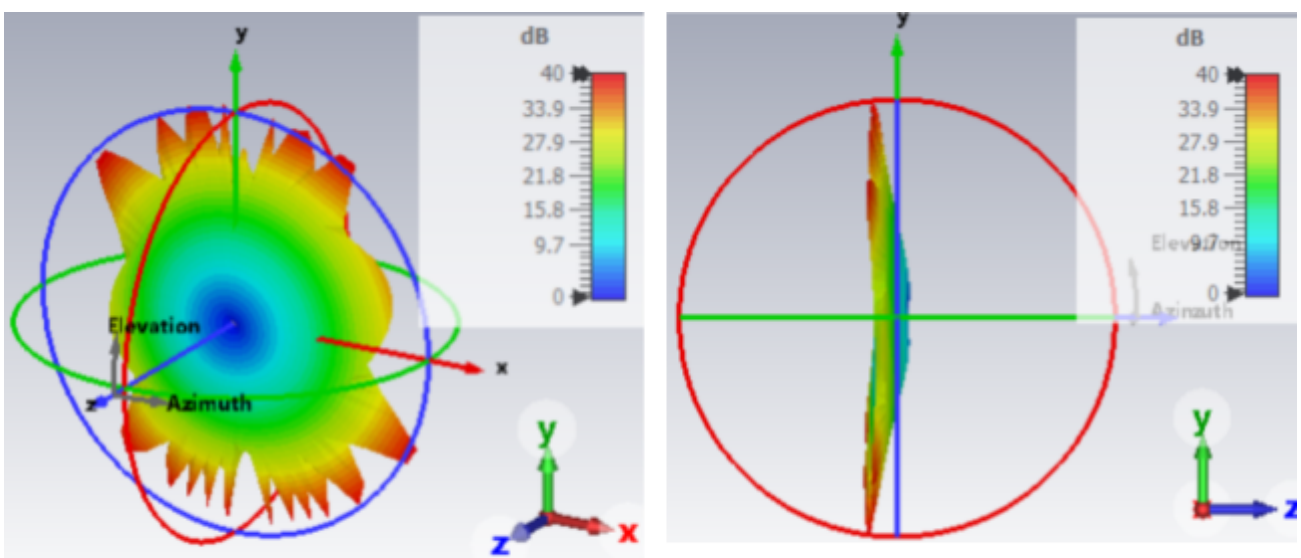 y
dB
40
33.9
27.9
21.8
15.8
9.7
0
Elevation
x
z
Azimuth
y
z
x
y
dB
40
33.9
27.9
21.8
15.8
9.7
Elevation
0
Azimuth
y
z